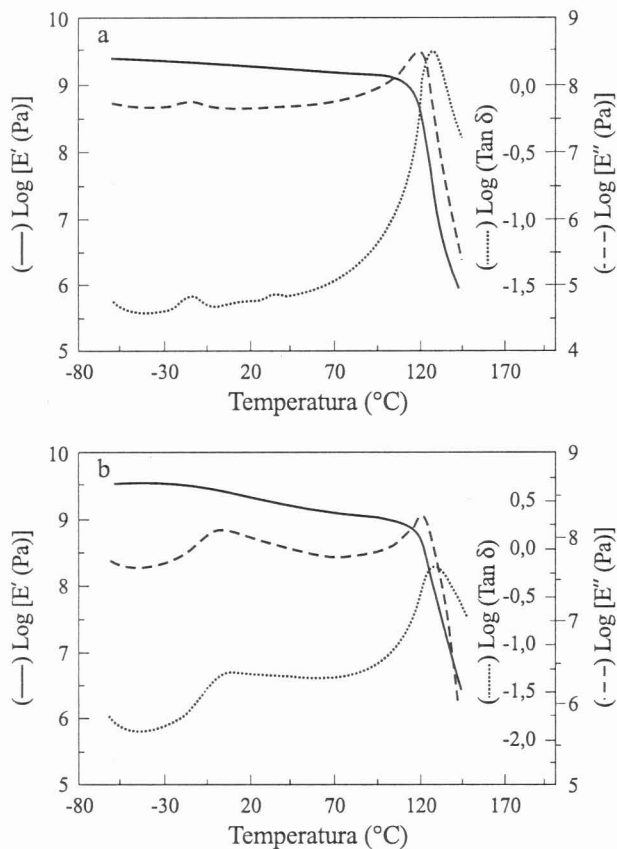 a
10
9
8
7
6
5
(—) Log [E′ (Pa)]
0,0
-0,5
-1,0
-1,5
(·····) Log (Tan δ)
9
8
7
6
5
4
(---) Log [E″ (Pa)]
-80 -30 20 70 120 170
Temperatura (°C)
b
10
9
8
7
6
5
(—) Log [E′ (Pa)]
0,5
0,0
-0,5
-1,0
-1,5
-2,0
(·····) Log (Tan δ)
9
8
7
6
5
(---) Log [E″ (Pa)]
-80 -30 20 70 120 170
Temperatura (°C)